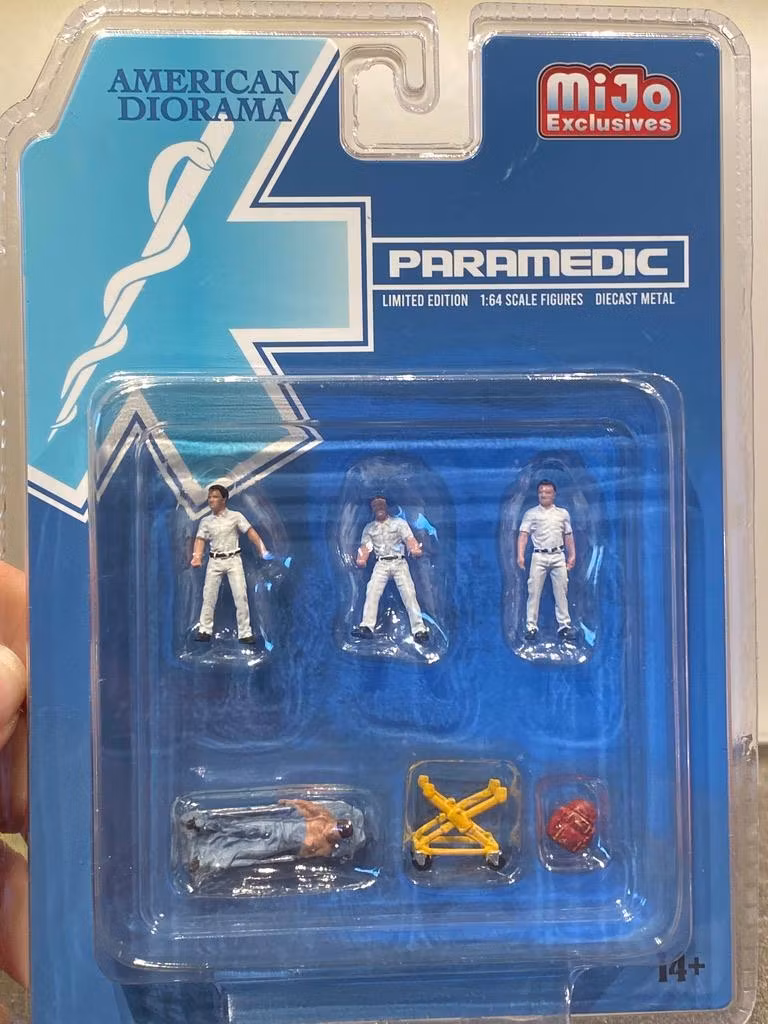 AMERICAN
DIORAMA
MiJo
Exclusives
PARAMEDIC
LIMITED EDITION 1:64 SCALE FIGURES DIECAST METAL
14+